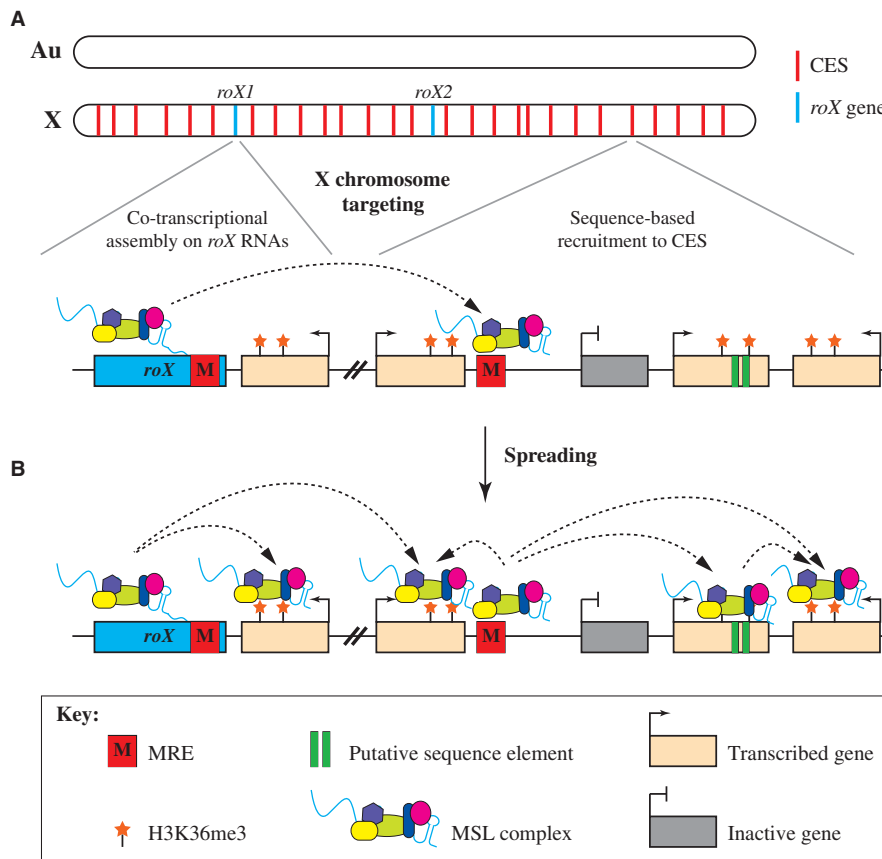 A
Au
CES
roX1 roX2
X
roX gene
X chromosome
targeting
Co-transcriptional
assembly on roX RNAs
Sequence-based
recruitment to CES
roX M M
Spreading
B
roX M M
Key:
M MRE
Putative sequence element
Transcribed gene
H3K36me3
MSL complex
Inactive gene